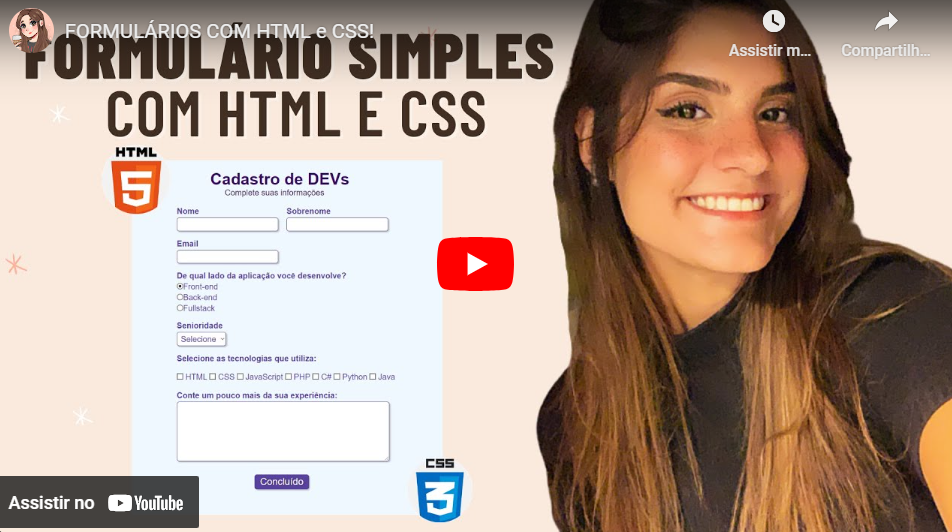 FORMULÁRIOS COM HTML e CSS!
Assistir m...
Compartilh...
FORMULÁRIO SIMPLES
COM HTML E CSS
HTML
5
Cadastro de DEVs
Complete suas informações
Nome
Sobrenome
Email
De qual lado da aplicação você desenvolve?
Front-end
Back-end
Fullstack
Senioridade
Selecione
Selecione as tecnologias que utiliza:
HTML CSS JavaScript PHP C# Python Java
Conte um pouco mais da sua experiência:
Concluído
CSS
3
Assistir no YouTube